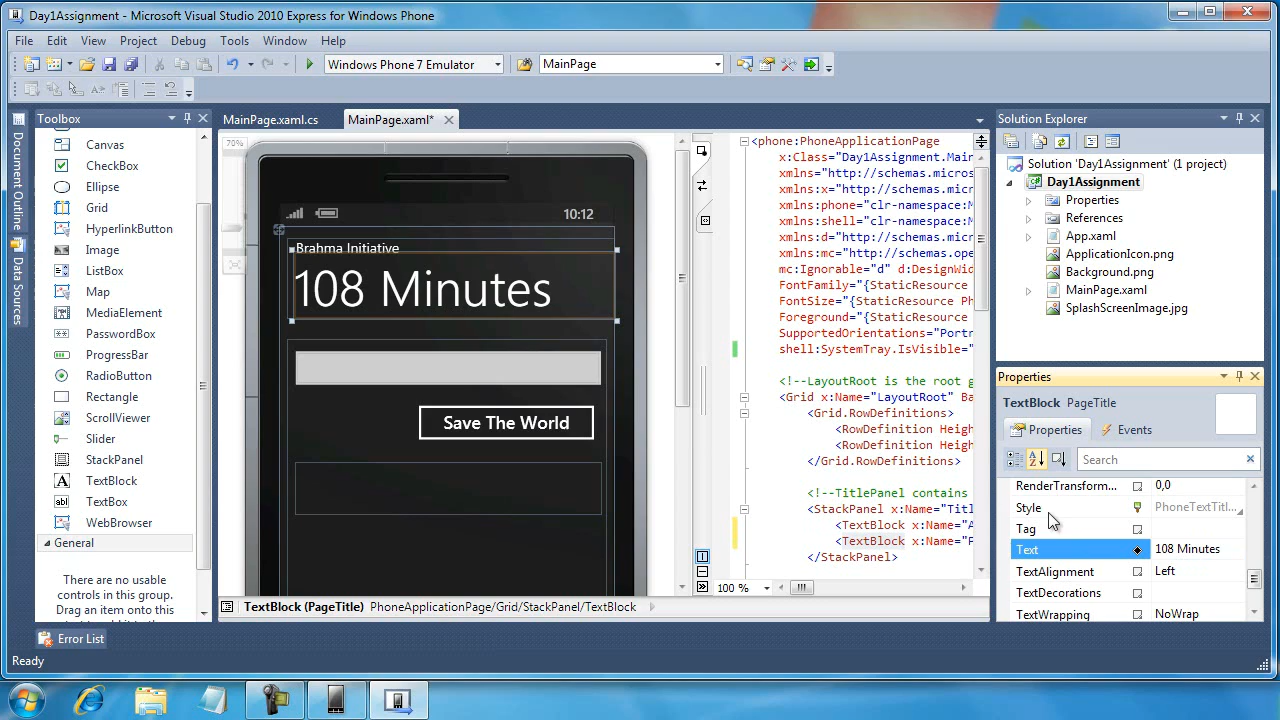 Day1Assignment - Microsoft Visual Studio 2010 Express for Windows Phone
File Edit View Project Debug Tools Window Help
Windows Phone 7 Emulator MainPage
Toolbox
Canvas
CheckBox
Ellipse
Grid
HyperlinkButton
Image
ListBox
Map
MediaElement
PasswordBox
ProgressBar
RadioButton
Rectangle
ScrollViewer
Slider
StackPanel
TextBlock
TextBox
WebBrowser
General
There are no usable
controls in this group.
Drag an item onto this
Document Outline
Data Sources
MainPage.xaml.cs MainPage.xaml*
70%
10:12
Brahma Initiative
108 Minutes
Save The World
<phone:PhoneApplicationPage
x:Class="Day1Assignment.Mai
xmlns="http://schemas.micros
xmlns:x="http://schemas.mic
xmlns:phone="clr-namespace:M
xmlns:shell="clr-namespace:M
xmlns:d="http://schemas.micr
xmlns:mc="http://schemas.ope
mc:Ignorable="d" d:DesignWid
FontFamily="{StaticResource
FontSize="{StaticResource Ph
Foreground="{StaticResource
SupportedOrientations="Portr
shell:SystemTray.IsVisible="
<!--LayoutRoot is the root g
<Grid x:Name="LayoutRoot" Ba
<Grid.RowDefinitions>
<RowDefinition Heigh
<RowDefinition Heigh
</Grid.RowDefinitions>
<!--TitlePanel contains
<StackPanel x:Name="Titl
<TextBlock x:Name="A
<TextBlock x:Name="P
</StackPanel>
100 %
TextBlock (PageTitle) PhoneApplicationPage/Grid/StackPanel/TextBlock
Solution Explorer
Solution 'Day1Assignment' (1 project)
Day1Assignment
Properties
References
App.xaml
ApplicationIcon.png
Background.png
MainPage.xaml
SplashScreenImage.jpg
Properties
TextBlock PageTitle
Properties Events
Search
RenderTransform... 0,0
Style PhoneTextTitl...
Tag
Text 108 Minutes
TextAlignment Left
TextDecorations
TextWrapping NoWrap
Error List
Ready